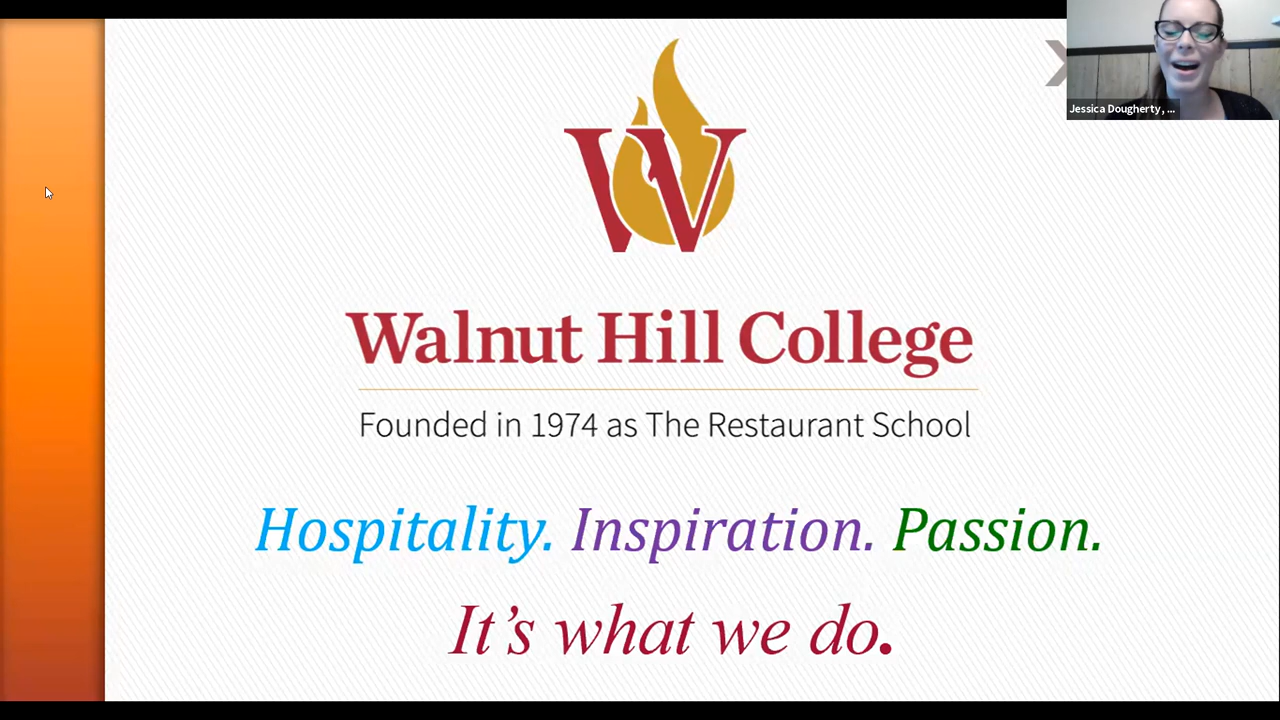 Jessica Dougherty, ...
W
Walnut Hill College
Founded in 1974 as The Restaurant School
Hospitality. Inspiration. Passion.
It's what we do.